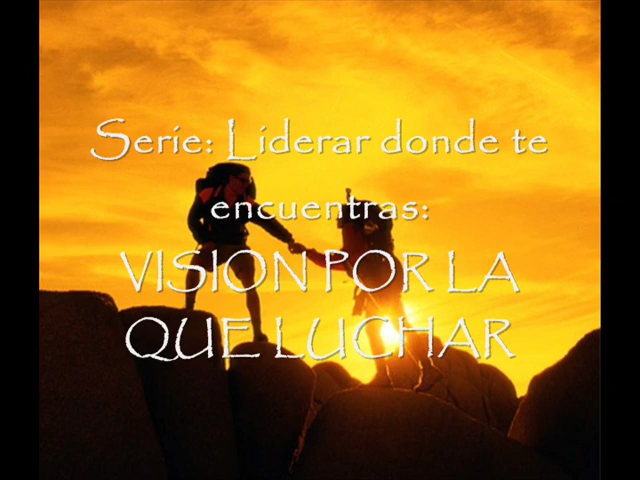 Serie: Liderar donde te
encuentras:
VISION POR LA
QUE LUCHAR